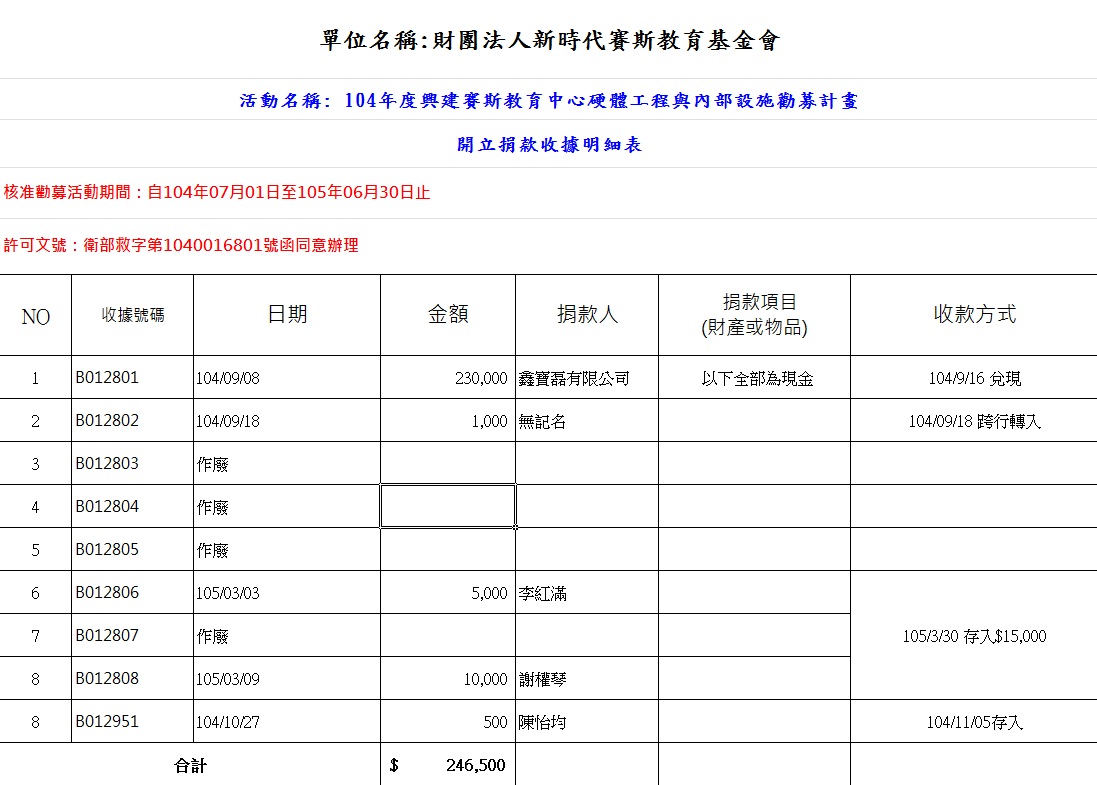 單位名稱:財團法人新時代賽斯教育基金會
活動名稱: 104年度興建賽斯教育中心硬體工程與內部設施勸募計畫
開立捐款收據明細表
核准勸募活動期間：自104年07月01日至105年06月30日止
許可文號：衛部救字第1040016801號函同意辦理
NO 收據號碼 日期 金額 捐款人 捐款項目 (財產或物品) 收款方式
1 B012801 104/09/08 230,000 鑫寶磊有限公司 以下全部為現金 104/9/16 兌現
2 B012802 104/09/18 1,000 無記名 104/09/18 跨行轉入
3 B012803 作廢
4 B012804 作廢
5 B012805 作廢
6 B012806 105/03/03 5,000 李紅滿
7 B012807 作廢 105/3/30 存入$15,000
8 B012808 105/03/09 10,000 謝權琴
8 B012951 104/10/27 500 陳怡均 104/11/05存入
合計 $ 246,500